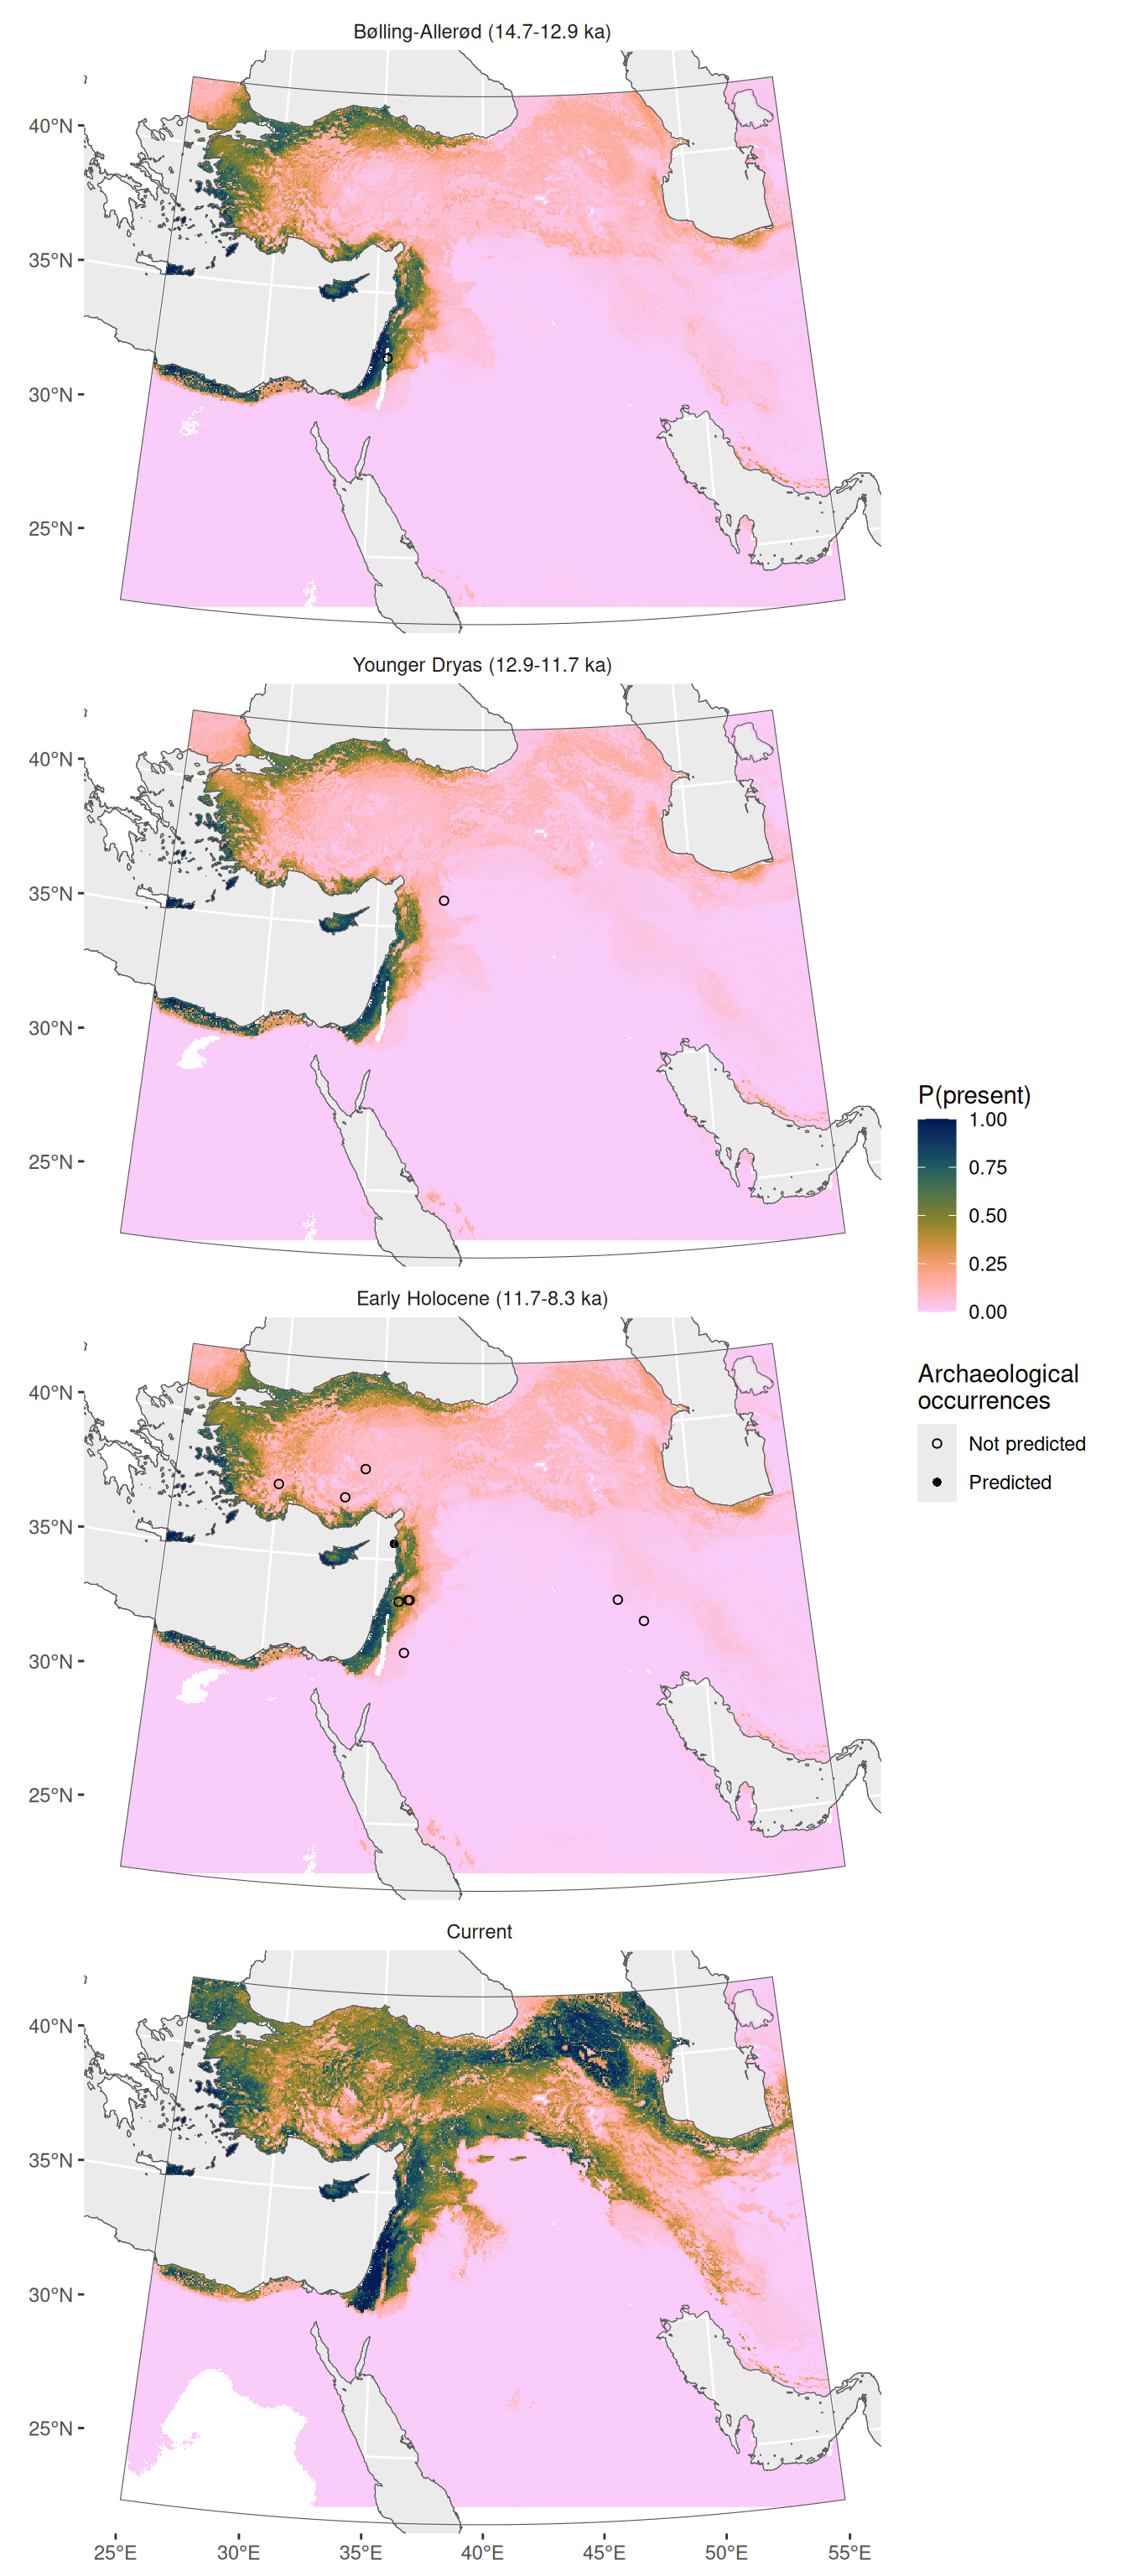 Bølling-Allerød (14.7-12.9 ka)
40°N
35°N
30°N
25°N
Younger Dryas (12.9-11.7 ka)
40°N
35°N
30°N
25°N
P(present)
1.00
0.75
0.50
0.25
0.00
Early Holocene (11.7-8.3 ka)
Archaeological
occurrences
Not predicted
Predicted
40°N
35°N
30°N
25°N
Current
40°N
35°N
30°N
25°N
25°E 30°E 35°E 40°E 45°E 50°E 55°E